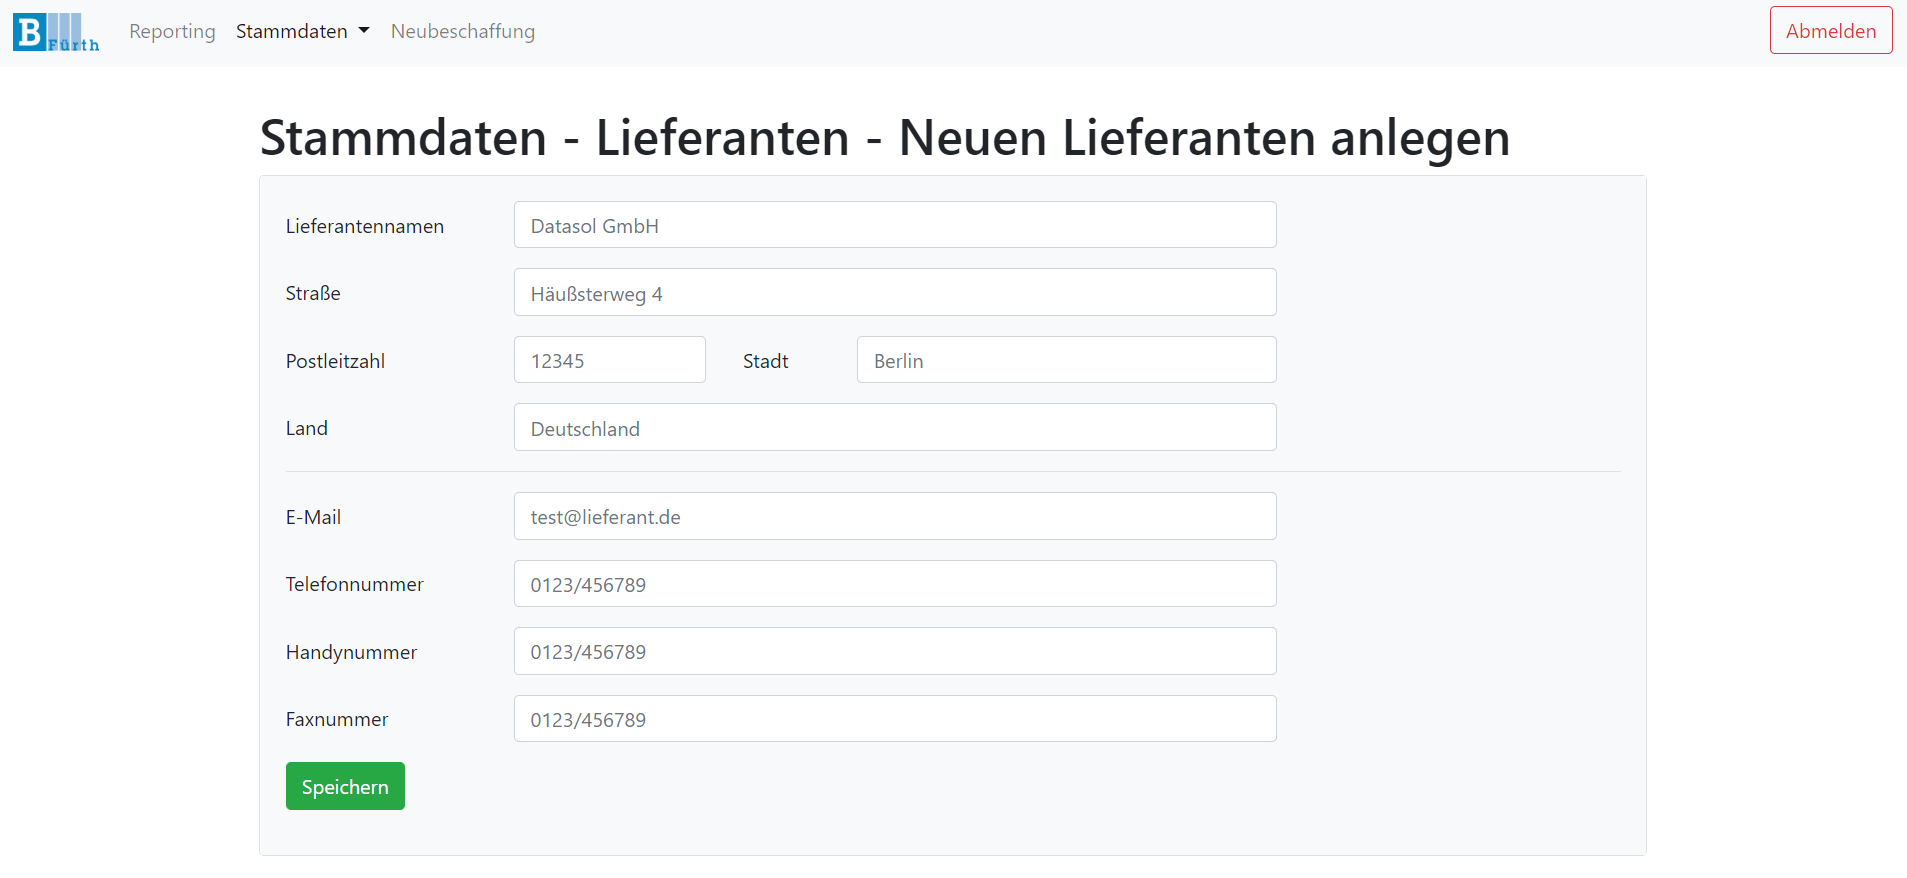 B Fürth Reporting Stammdaten Neubeschaffung Abmelden
Stammdaten - Lieferanten - Neuen Lieferanten anlegen
Lieferantennamen Datasol GmbH
Straße Häußsterweg 4
Postleitzahl 12345 Stadt Berlin
Land Deutschland
E-Mail test@lieferant.de
Telefonnummer 0123/456789
Handynummer 0123/456789
Faxnummer 0123/456789
Speichern